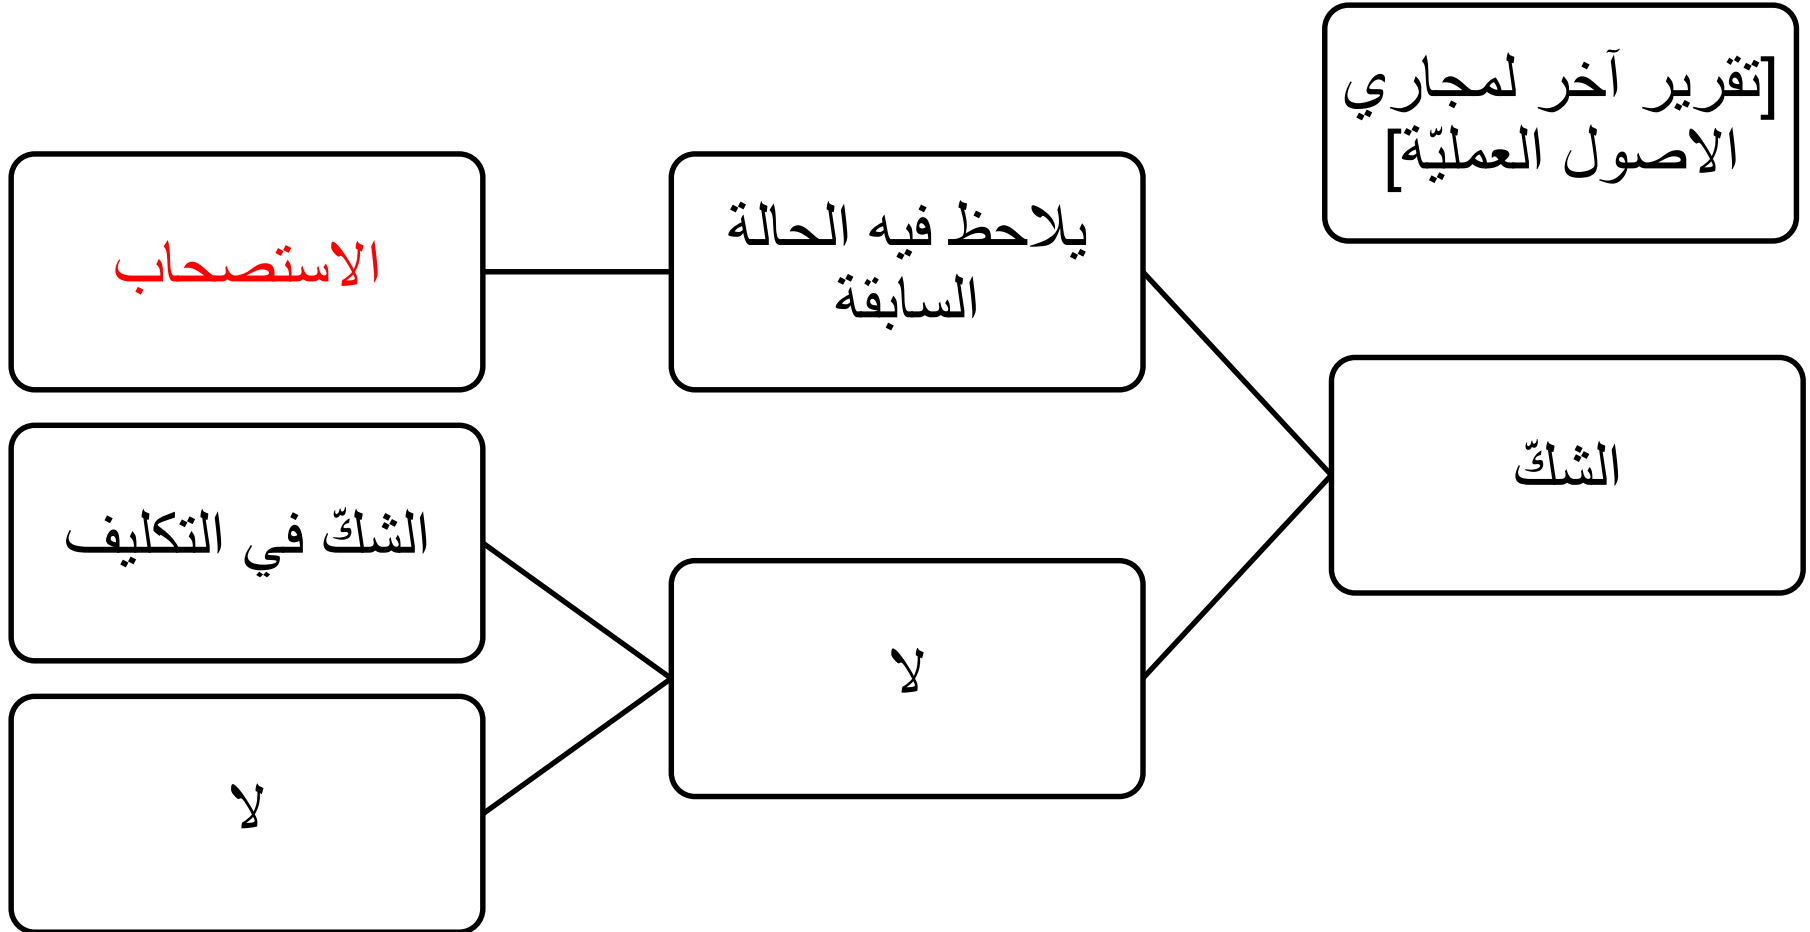 [تقرير آخر لمجاري
الاصول العمليّة]
الشكّ
يلاحظ فيه الحالة
السابقة
الاستصحاب
لا
الشكّ في التكليف
لا